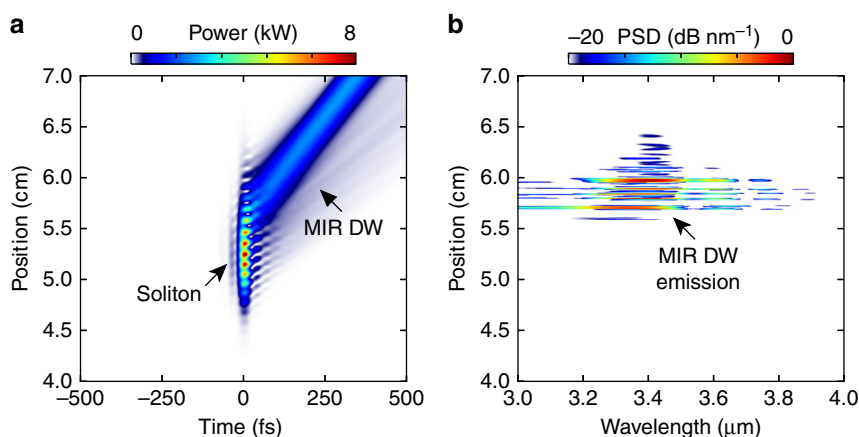 a
Power (kW)
0
8
Position (cm)
7.0
6.5
6.0
5.5
5.0
4.5
4.0
MIR DW
Soliton
−500
−250
0
250
500
Time (fs)
b
−20
PSD (dB nm⁻¹)
0
Position (cm)
7.0
6.5
6.0
5.5
5.0
4.5
4.0
MIR DW
emission
3.0
3.2
3.4
3.6
3.8
4.0
Wavelength (μm)